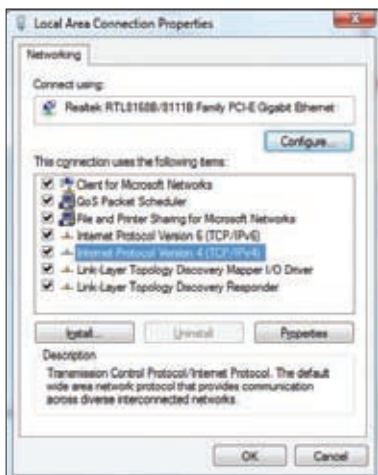 Local Area Connection Properties
Networking
Connect using:
Realtek RTL8168B/8111B Family PCI-E Gigabit Ethernet
Configure...
This connection uses the following items:
Client for Microsoft Networks
QoS Packet Scheduler
File and Printer Sharing for Microsoft Networks
Internet Protocol Version 6 (TCP/IPv6)
Internet Protocol Version 4 (TCP/IPv4)
Link-Layer Topology Discovery Mapper I/O Driver
Link-Layer Topology Discovery Responder
Install...
Uninstall
Properties
Description
Transmission Control Protocol/Internet Protocol. The default
wide area network protocol that provides communication
across diverse interconnected networks.
OK
Cancel